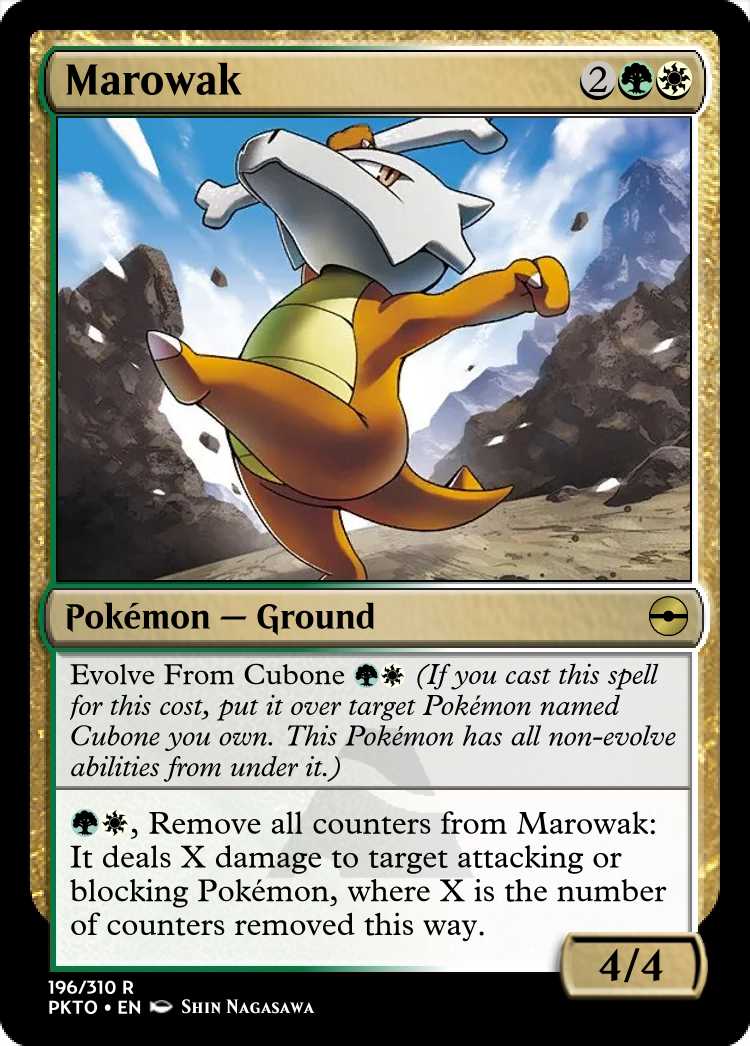 Marowak 2
Pokémon — Ground
Evolve From Cubone (If you cast this spell
for this cost, put it over target Pokémon named
Cubone you own. This Pokémon has all non-evolve
abilities from under it.)
, Remove all counters from Marowak:
It deals X damage to target attacking or
blocking Pokémon, where X is the number
of counters removed this way.
4/4
196/310 R
PKTO • EN Shin Nagasawa